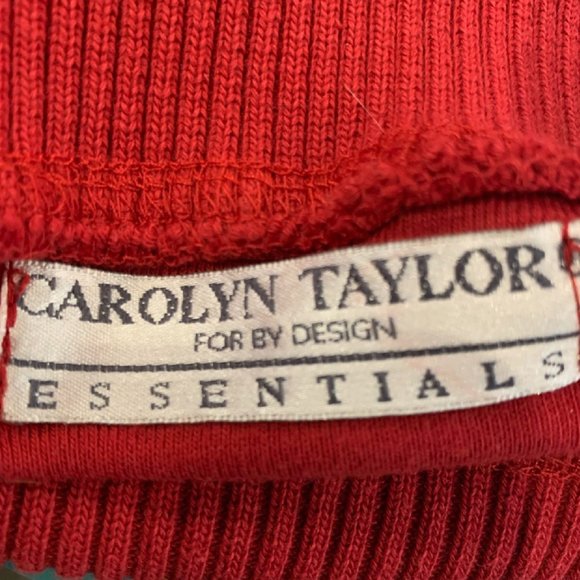 CAROLYN TAYLOR
FOR BY DESIGN
ESSENTIALS